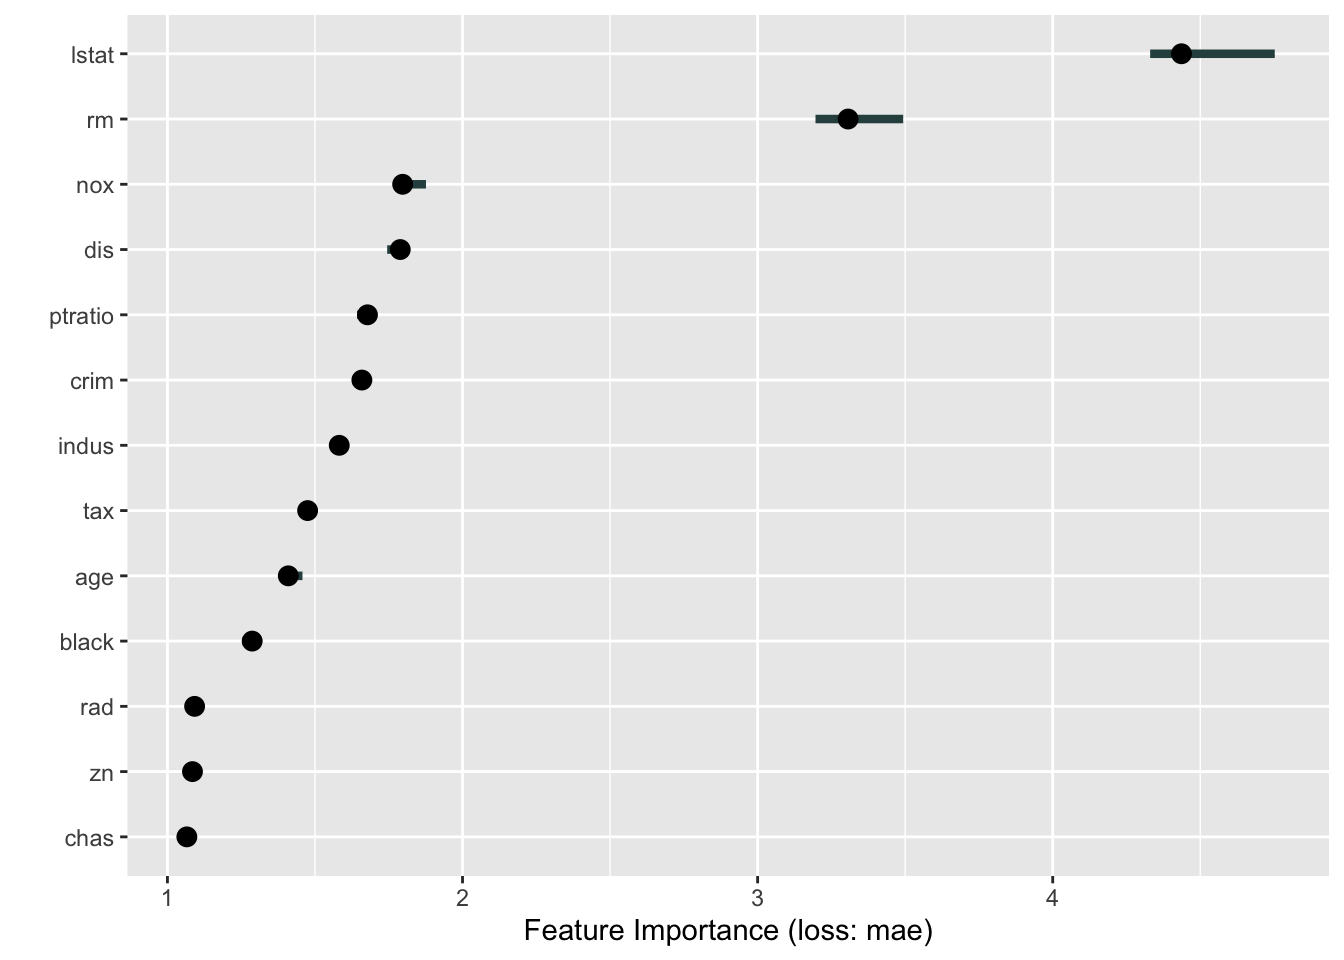 lstat
rm
nox
dis
ptratio
crim
indus
tax
age
black
rad
zn
chas
1 2 3 4
Feature Importance (loss: mae)